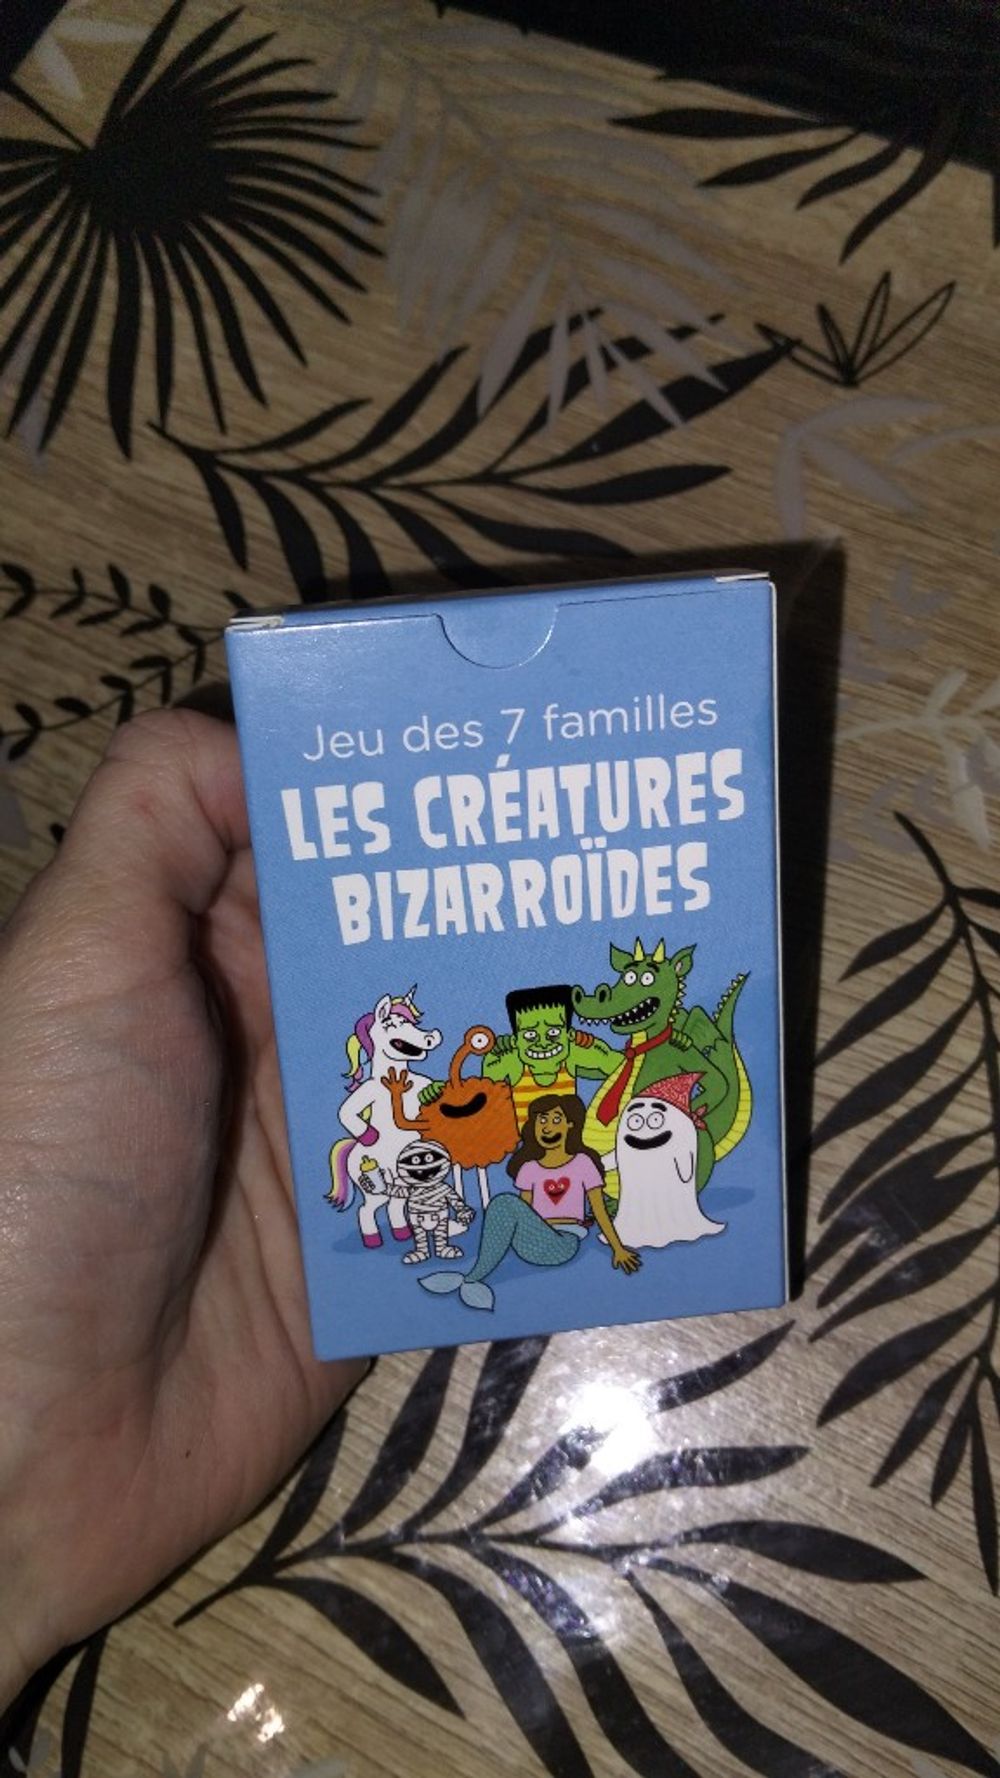 Jeu des 7 familles
LES CRÉATURES
BIZARROÏDES